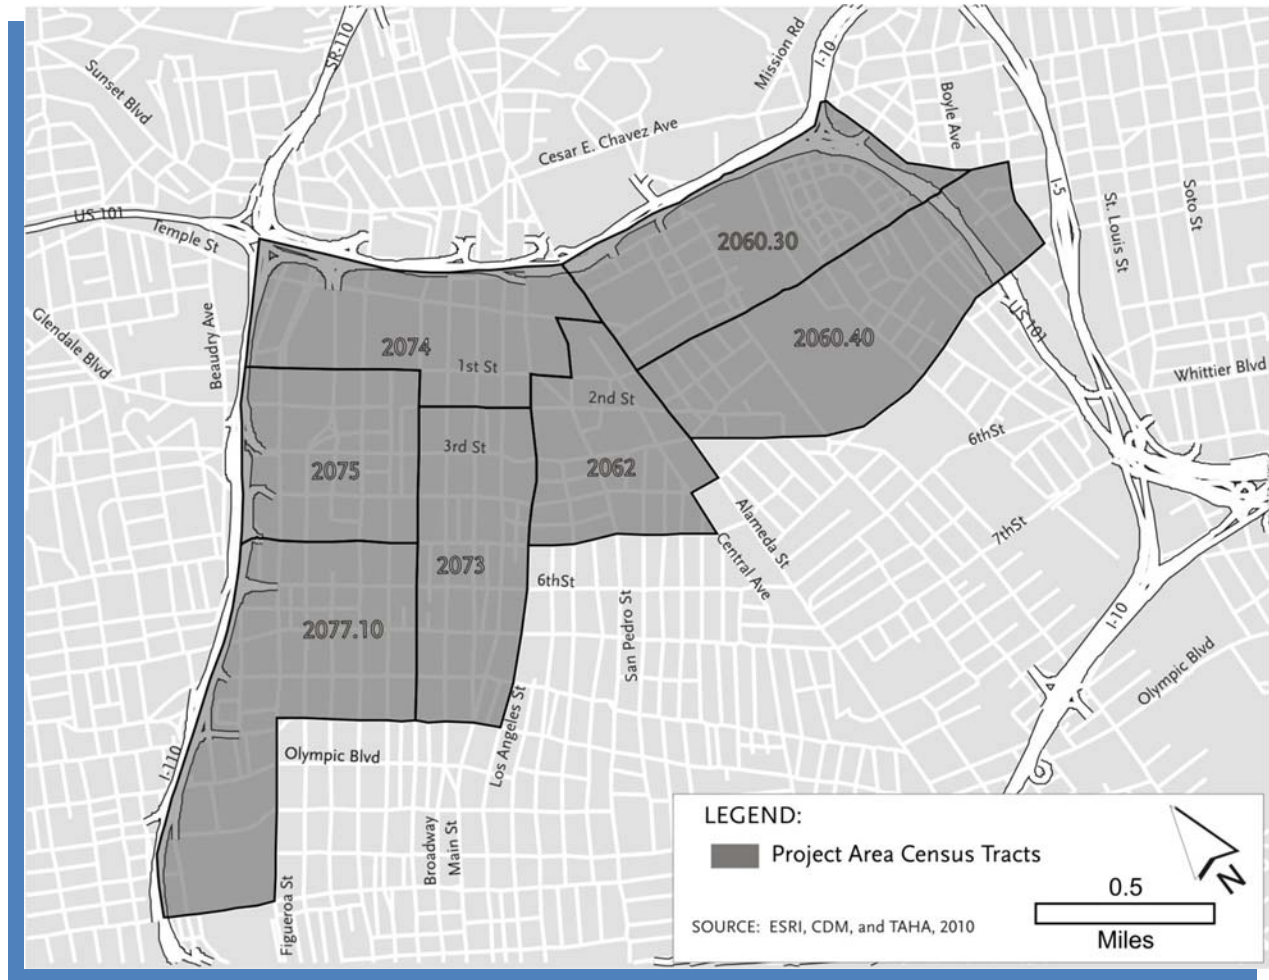 SR-110
I-10
Mission Rd
Sunset Blvd
Boyle Ave
Cesar E. Chavez Ave
I-5
St. Louis St
Soto St
US 101
Temple St
2060.30
Glendale Blvd
Beaudry Ave
2074
1st St
2060.40
US 101
Whittier Blvd
2nd St
3rd St
6thSt
2075
2062
Alameda St
7thSt
Central Ave
2073
6thSt
San Pedro St
2077.10
I-10
Olympic Blvd
Los Angeles St
I-110
Olympic Blvd
Broadway
Main St
Figueroa St
LEGEND:
Project Area Census Tracts
N
0.5
Miles
SOURCE: ESRI, CDM, and TAHA, 2010